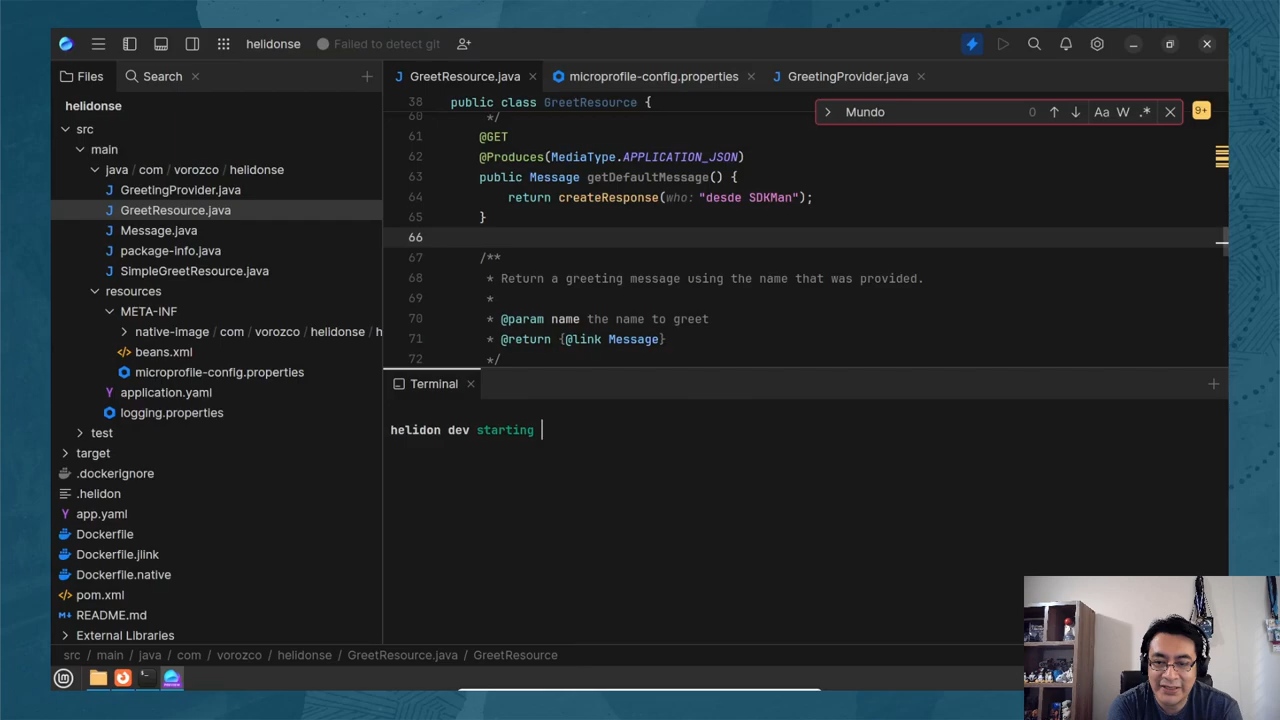 helidonse
Failed to detect git
Files
Search
GreetResource.java
microprofile-config.properties
GreetingProvider.java
helidonse
src
main
java / com / vorozco / helidonse
GreetingProvider.java
GreetResource.java
Message.java
package-info.java
SimpleGreetResource.java
resources
META-INF
native-image / com / vorozco / helidonse / h
beans.xml
microprofile-config.properties
application.yaml
logging.properties
test
target
.dockerignore
.helidon
app.yaml
Dockerfile
Dockerfile.jlink
Dockerfile.native
pom.xml
README.md
External Libraries
38 public class GreetResource {
Mundo 0 Aa W .* 9+
60 */
61 @GET
62 @Produces(MediaType.APPLICATION_JSON)
63 public Message getDefaultMessage() {
64 return createResponse(who: "desde SDKMan");
65 }
66
67 /**
68 * Return a greeting message using the name that was provided.
69 *
70 * @param name the name to greet
71 * @return {@link Message}
72 */
Terminal
helidon dev starting
src / main / java / com / vorozco / helidonse / GreetResource.java / GreetResource